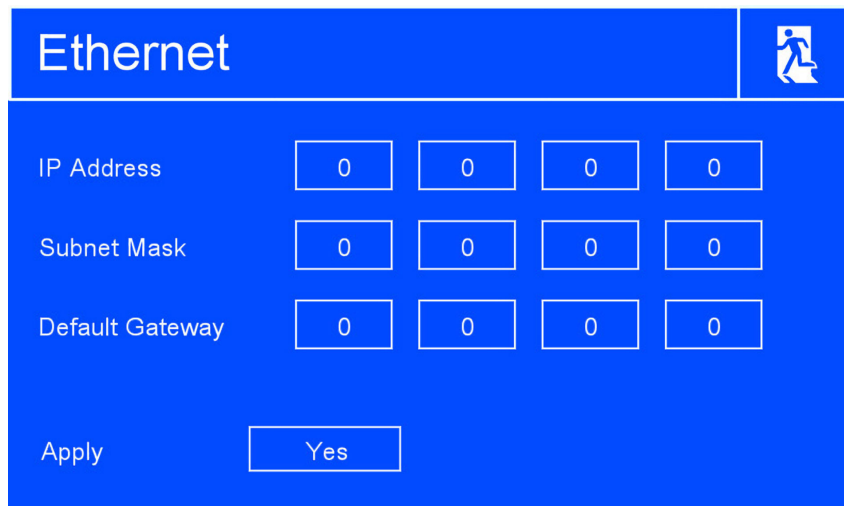 Ethernet
IP Address 0 0 0 0
Subnet Mask 0 0 0 0
Default Gateway 0 0 0 0
Apply Yes